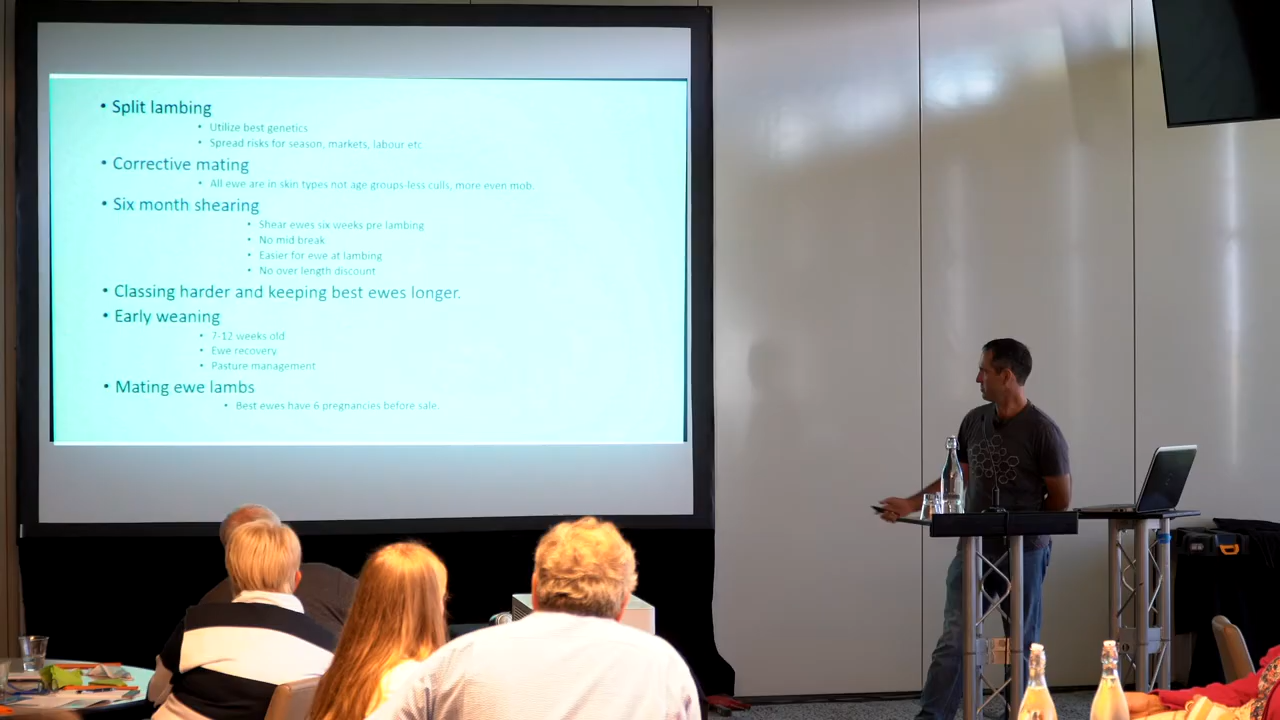 • Split lambing
• Utilize best genetics
• Spread risks for season, markets, labour etc
• Corrective mating
• All ewe are in skin types not age groups-less culls, more even mob.
• Six month shearing
• Shear ewes six weeks pre lambing
• No mid break
• Easier for ewe at lambing
• No over length discount
• Classing harder and keeping best ewes longer.
• Early weaning
• 7-12 weeks old
• Ewe recovery
• Pasture management
• Mating ewe lambs
• Best ewes have 6 pregnancies before sale.